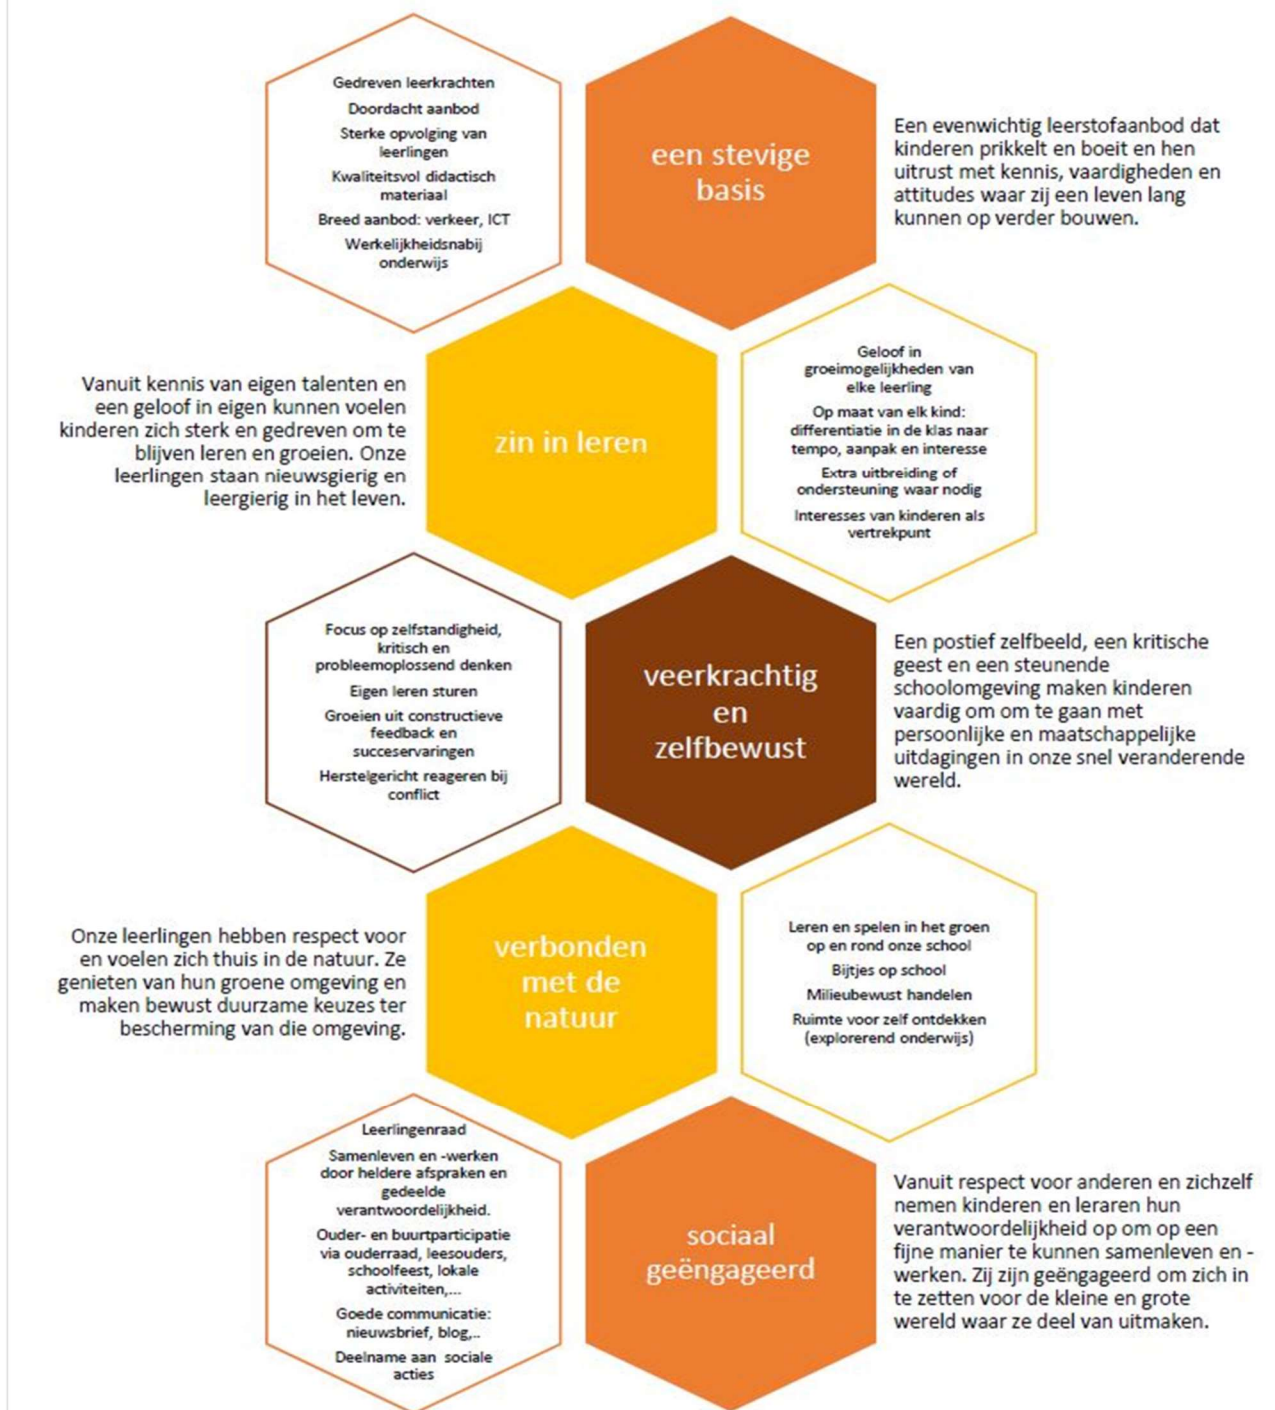 Gedreven leerkrachten
Doordacht aanbod
Sterke opvolging van
leerlingen
Kwaliteitsvol didactisch
materiaal
Breed aanbod: verkeer, ICT
Werkelijkheidsnabij
onderwijs
een stevige
basis
Een evenwichtig leerstofaanbod dat
kinderen prikkelt en boeit en hen
uitrust met kennis, vaardigheden en
attitudes waar zij een leven lang
kunnen op verder bouwen.
Vanuit kennis van eigen talenten en
een geloof in eigen kunnen voelen
kinderen zich sterk en gedreven om te
blijven leren en groeien. Onze
leerlingen staan nieuwsgierig en
leergierig in het leven.
zin in leren
Geloof in
groeimogelijkheden van
elke leerling
Op maat van elk kind:
differentiatie in de klas naar
tempo, aanpak en interesse
Extra uitbreiding of
ondersteuning waar nodig
Interesses van kinderen als
vertrekpunt
Focus op zelfstandigheid,
kritisch en
probleemoplossend denken
Eigen leren sturen
Groeien uit constructieve
feedback en
succeservaringen
Herstelgericht reageren bij
conflict
veerkrachtig
en
zelfbewust
Een postief zelfbeeld, een kritische
geest en een steunende
schoolomgeving maken kinderen
vaardig om om te gaan met
persoonlijke en maatschappelijke
uitdagingen in onze snel veranderende
wereld.
Onze leerlingen hebben respect voor
en voelen zich thuis in de natuur. Ze
genieten van hun groene omgeving en
maken bewust duurzame keuzes ter
bescherming van die omgeving.
verbonden
met de
natuur
Leren en spelen in het groen
op en rond onze school
Bijtjes op school
Milieubewust handelen
Ruimte voor zelf ontdekken
(explorerend onderwijs)
Leerlingenraad
Samenleven en -werken
door heldere afspraken en
gedeelde
verantwoordelijkheid.
Ouder- en buurtparticipatie
via ouderraad, leesouders,
schoolfeest, lokale
activiteiten,...
Goede communicatie:
nieuwsbrief, blog,..
Deelname aan sociale
acties
sociaal
geëngageerd
Vanuit respect voor anderen en zichzelf
nemen kinderen en leraren hun
verantwoordelijkheid op om op een
fijne manier te kunnen samenleven en -
werken. Zij zijn geëngageerd om zich in
te zetten voor de kleine en grote
wereld waar ze deel van uitmaken.